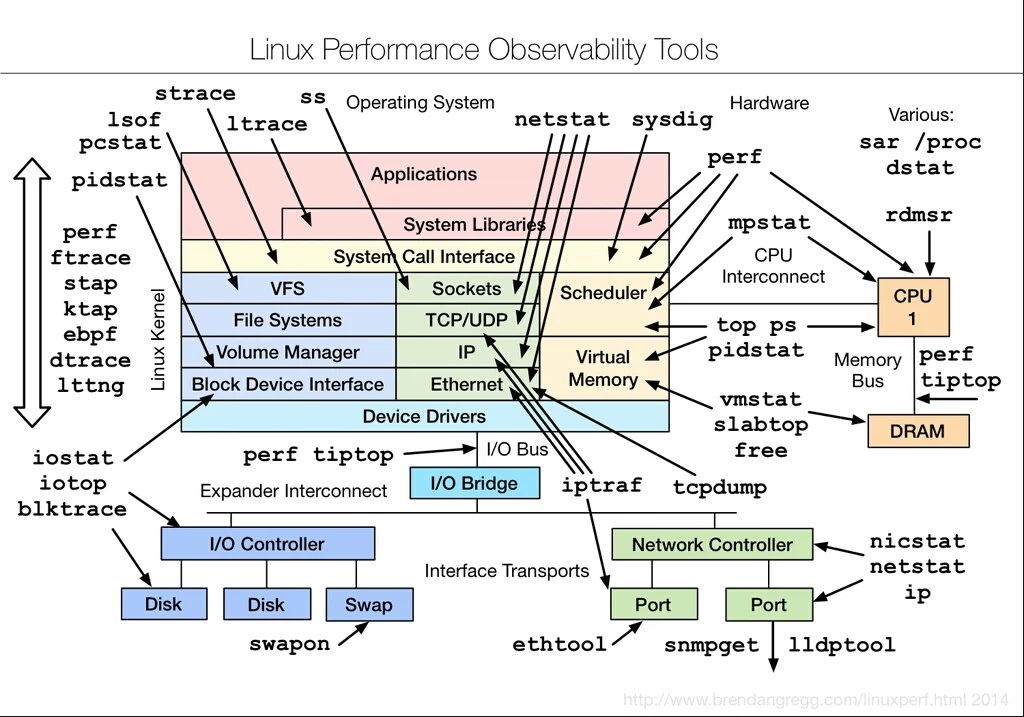 Linux Performance Observability Tools
strace
ss
Operating System
Hardware
Various:
lsof
pcstat
ltrace
netstat
sysdig
sar /proc
dstat
pidstat
perf
rdmsr
mpstat
Applications
System Libraries
System Call Interface
CPU
Interconnect
perf
ftrace
stap
ktap
ebpf
dtrace
lttng
Linux Kernel
VFS
Sockets
Scheduler
File Systems
TCP/UDP
Volume Manager
IP
Virtual
Memory
Block Device Interface
Ethernet
Device Drivers
CPU
1
top ps
pidstat
Memory
Bus
perf
tiptop
vmstat
slabtop
free
DRAM
iostat
iotop
blktrace
perf tiptop
I/O Bus
I/O Bridge
iptraf
tcpdump
Expander Interconnect
I/O Controller
Network Controller
nicstat
netstat
ip
Interface Transports
Disk
Disk
Swap
Port
Port
swapon
ethtool
snmpget
lldptool
http://www.brendangregg.com/linuxperf.html 2014